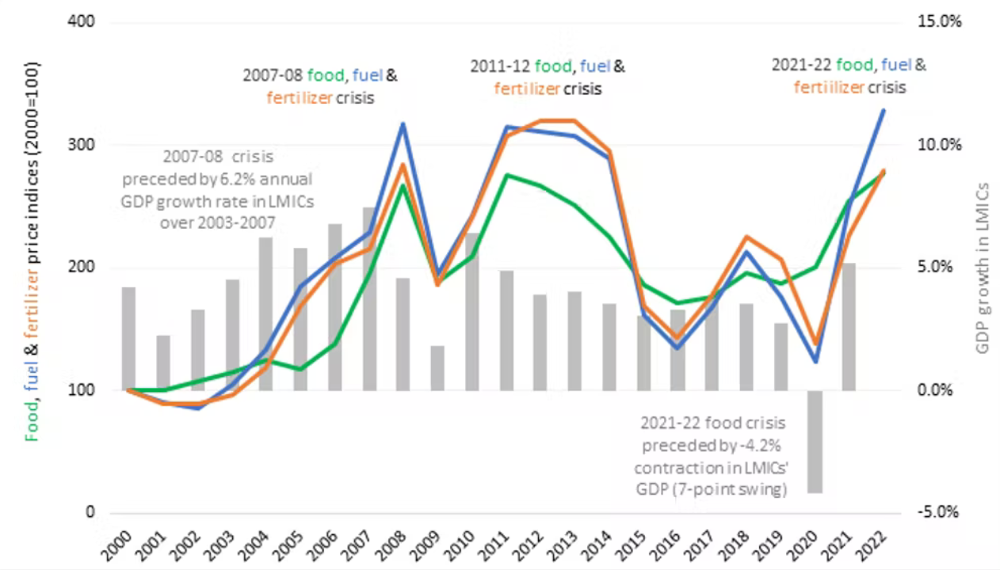 400
300
200
100
0
Food, fuel & fertilizer price indices (2000=100)
2007-08 food, fuel &
fertilizer crisis
2011-12 food, fuel &
fertilizer crisis
2021-22 food, fuel &
fertiilizer crisis
2007-08 crisis
preceded by 6.2% annual
GDP growth rate in LMICs
over 2003-2007
2021-22 food crisis
preceded by -4.2%
contraction in LMICs'
GDP (7-point swing)
15.0%
10.0%
5.0%
0.0%
-5.0%
GDP growth in LMICs
2000
2001
2002
2003
2004
2005
2006
2007
2008
2009
2010
2011
2012
2013
2014
2015
2016
2017
2018
2019
2020
2021
2022